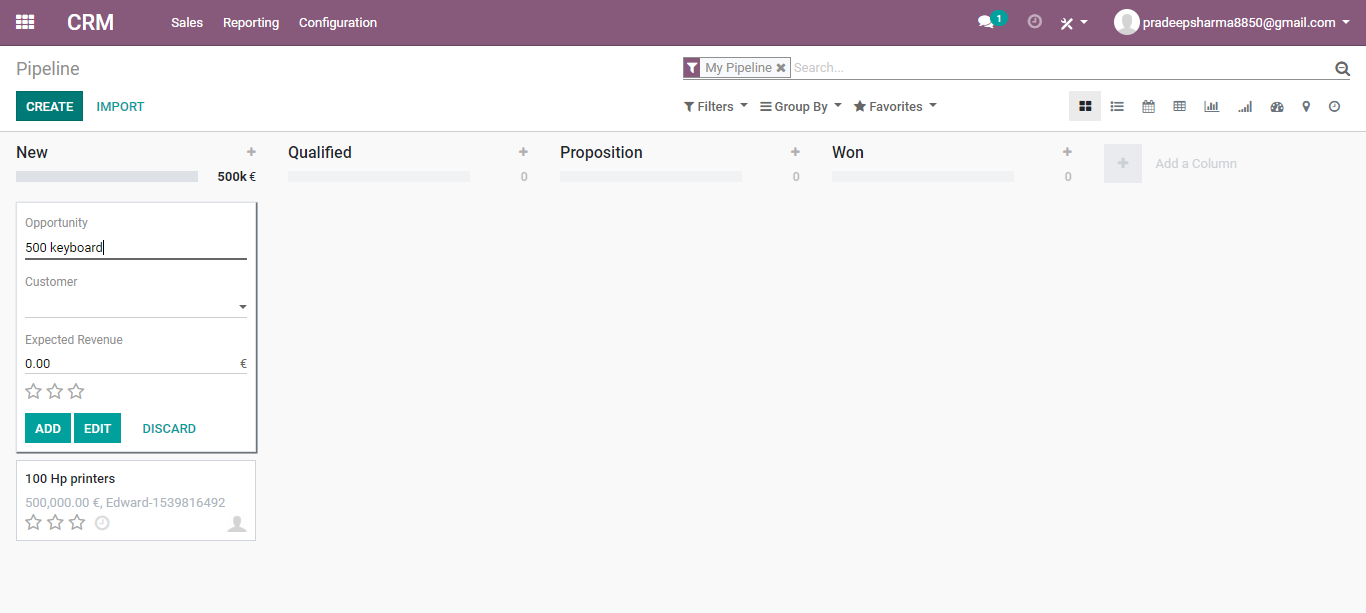 CRM Sales Reporting Configuration 1 pradeepsharma8850@gmail.com
Pipeline My Pipeline Search...
CREATE IMPORT Filters Group By Favorites
New Qualified Proposition Won Add a Column
500k € 0 0 0
Opportunity
500 keyboard
Customer
Expected Revenue
0.00 €
ADD EDIT DISCARD
100 Hp printers
500,000.00 €, Edward-1539816492